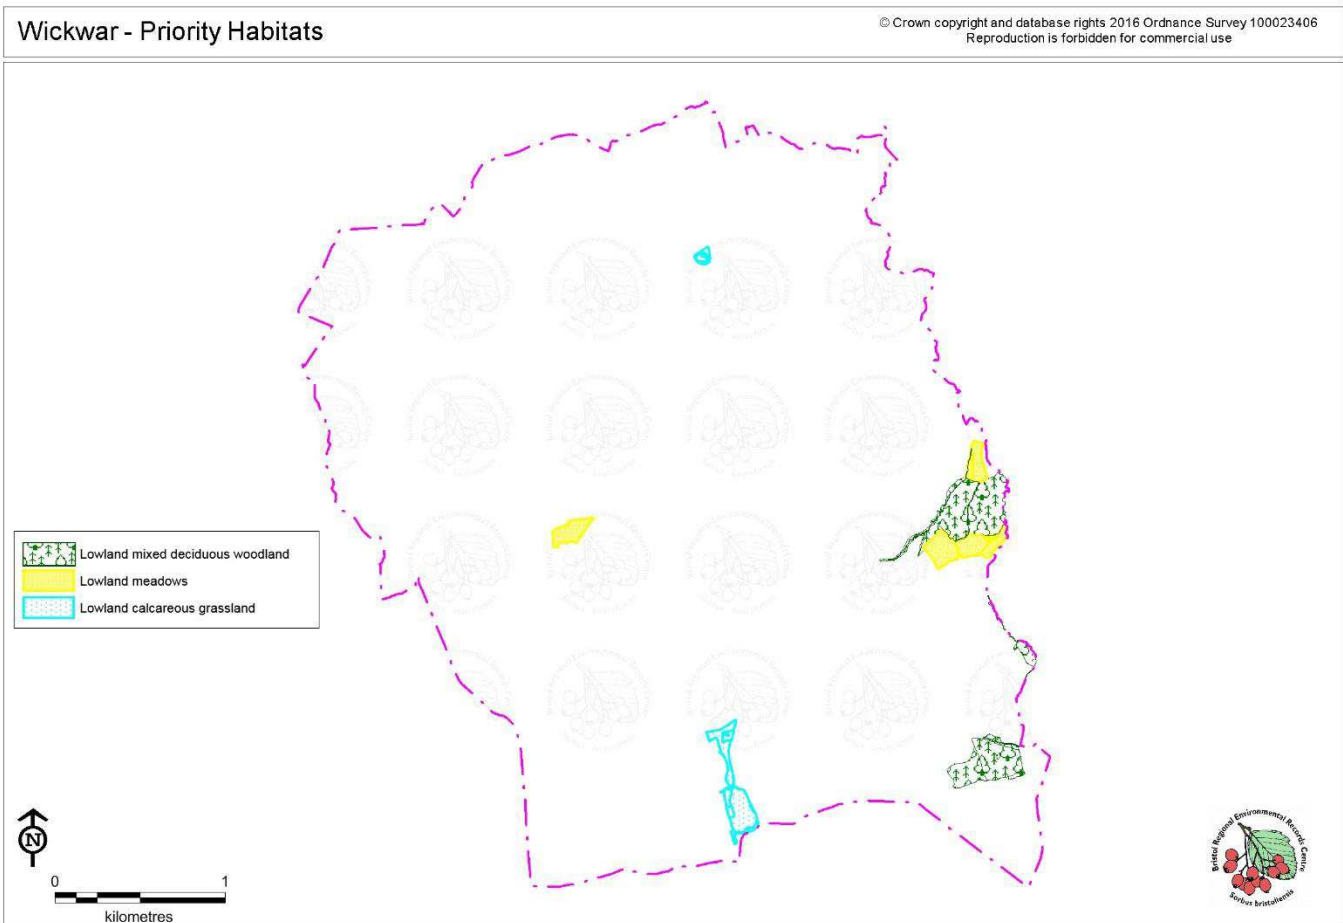 Wickwar - Priority Habitats
© Crown copyright and database rights 2016 Ordnance Survey 100023406
Reproduction is forbidden for commercial use
Lowland mixed deciduous woodland
Lowland meadows
Lowland calcareous grassland
N
0 1
kilometres
Bristol Regional Environmental Records Centre
Sorbus bristoliensis